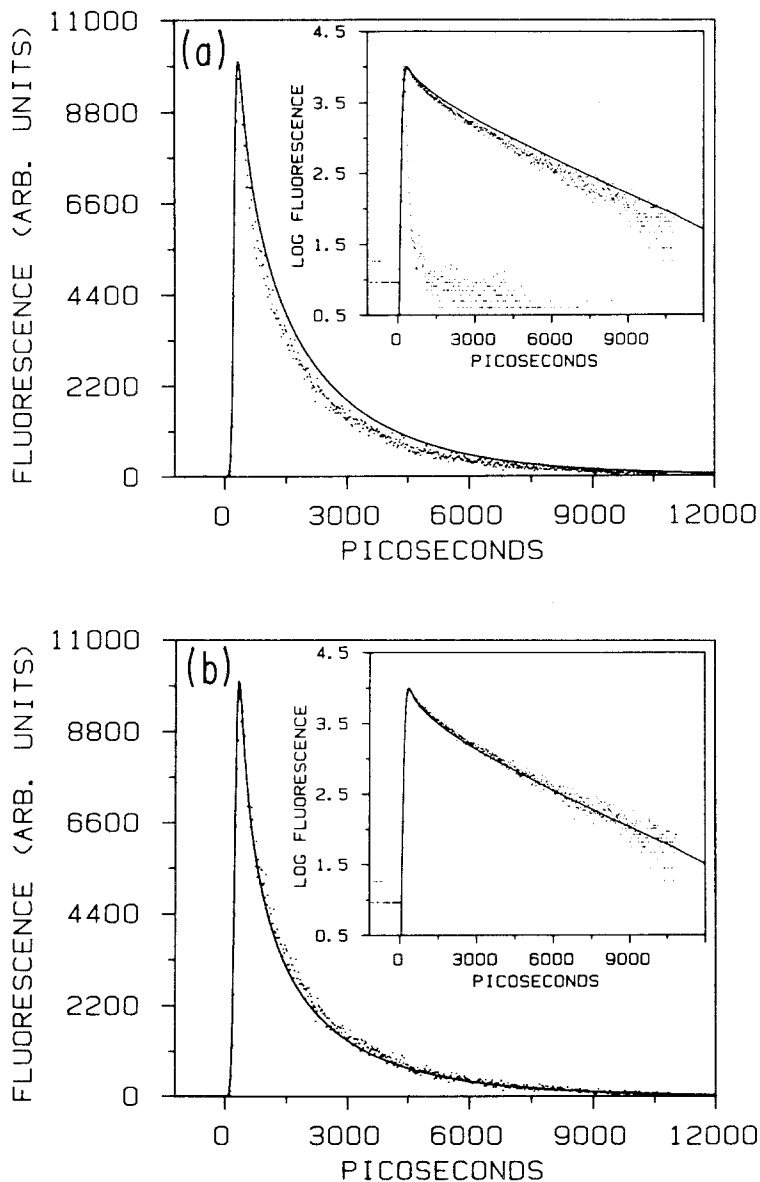 (a)
11000
8800
6600
4400
2200
0
FLUORESCENCE (ARB. UNITS)
0 3000 6000 9000 12000
PICOSECONDS
4.5
3.5
2.5
1.5
0.5
LOG FLUORESCENCE
0 3000 6000 9000
PICOSECONDS
(b)
11000
8800
6600
4400
2200
0
FLUORESCENCE (ARB. UNITS)
0 3000 6000 9000 12000
PICOSECONDS
4.5
3.5
2.5
1.5
0.5
LOG FLUORESCENCE
0 3000 6000 9000
PICOSECONDS